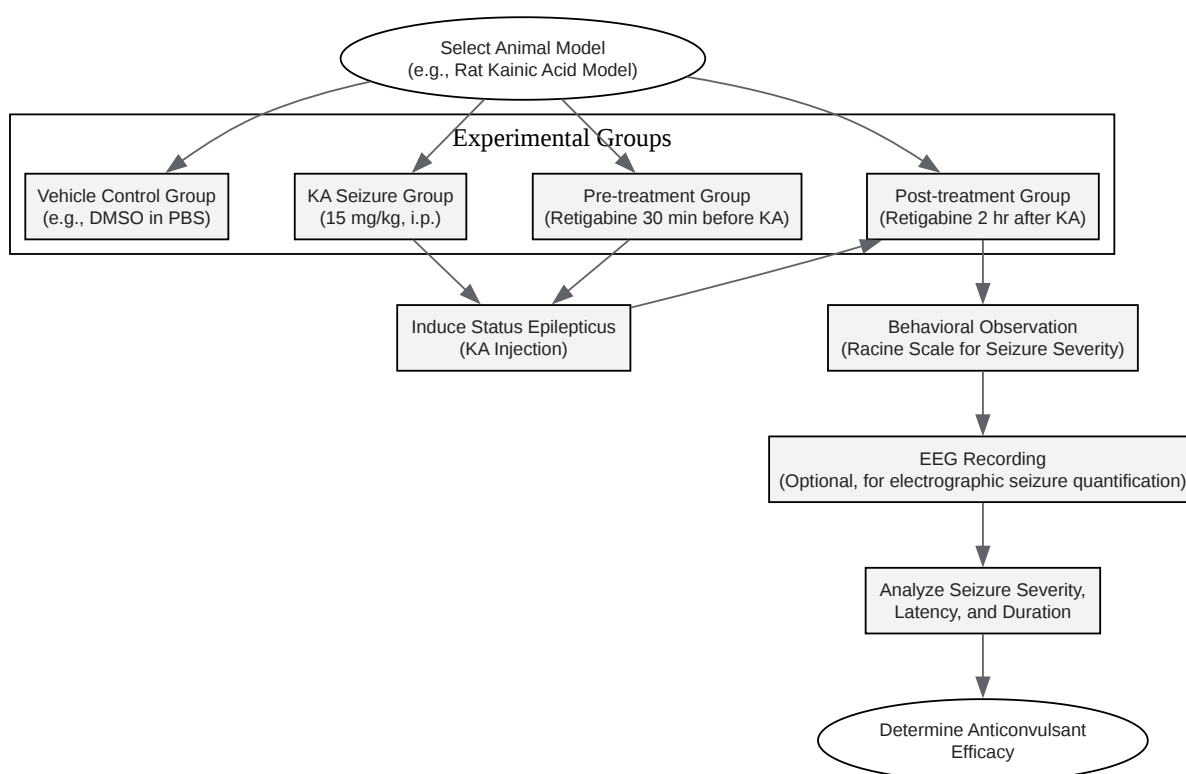 Select Animal Model
(e.g., Rat Kainic Acid Model)
Experimental Groups
Vehicle Control Group
(e.g., DMSO in PBS)
KA Seizure Group
(15 mg/kg, i.p.)
Pre-treatment Group
(Retigabine 30 min before KA)
Post-treatment Group
(Retigabine 2 hr after KA)
Induce Status Epilepticus
(KA Injection)
Behavioral Observation
(Racine Scale for Seizure Severity)
EEG Recording
(Optional, for electrographic seizure quantification)
Analyze Seizure Severity,
Latency, and Duration
Determine Anticonvulsant
Efficacy